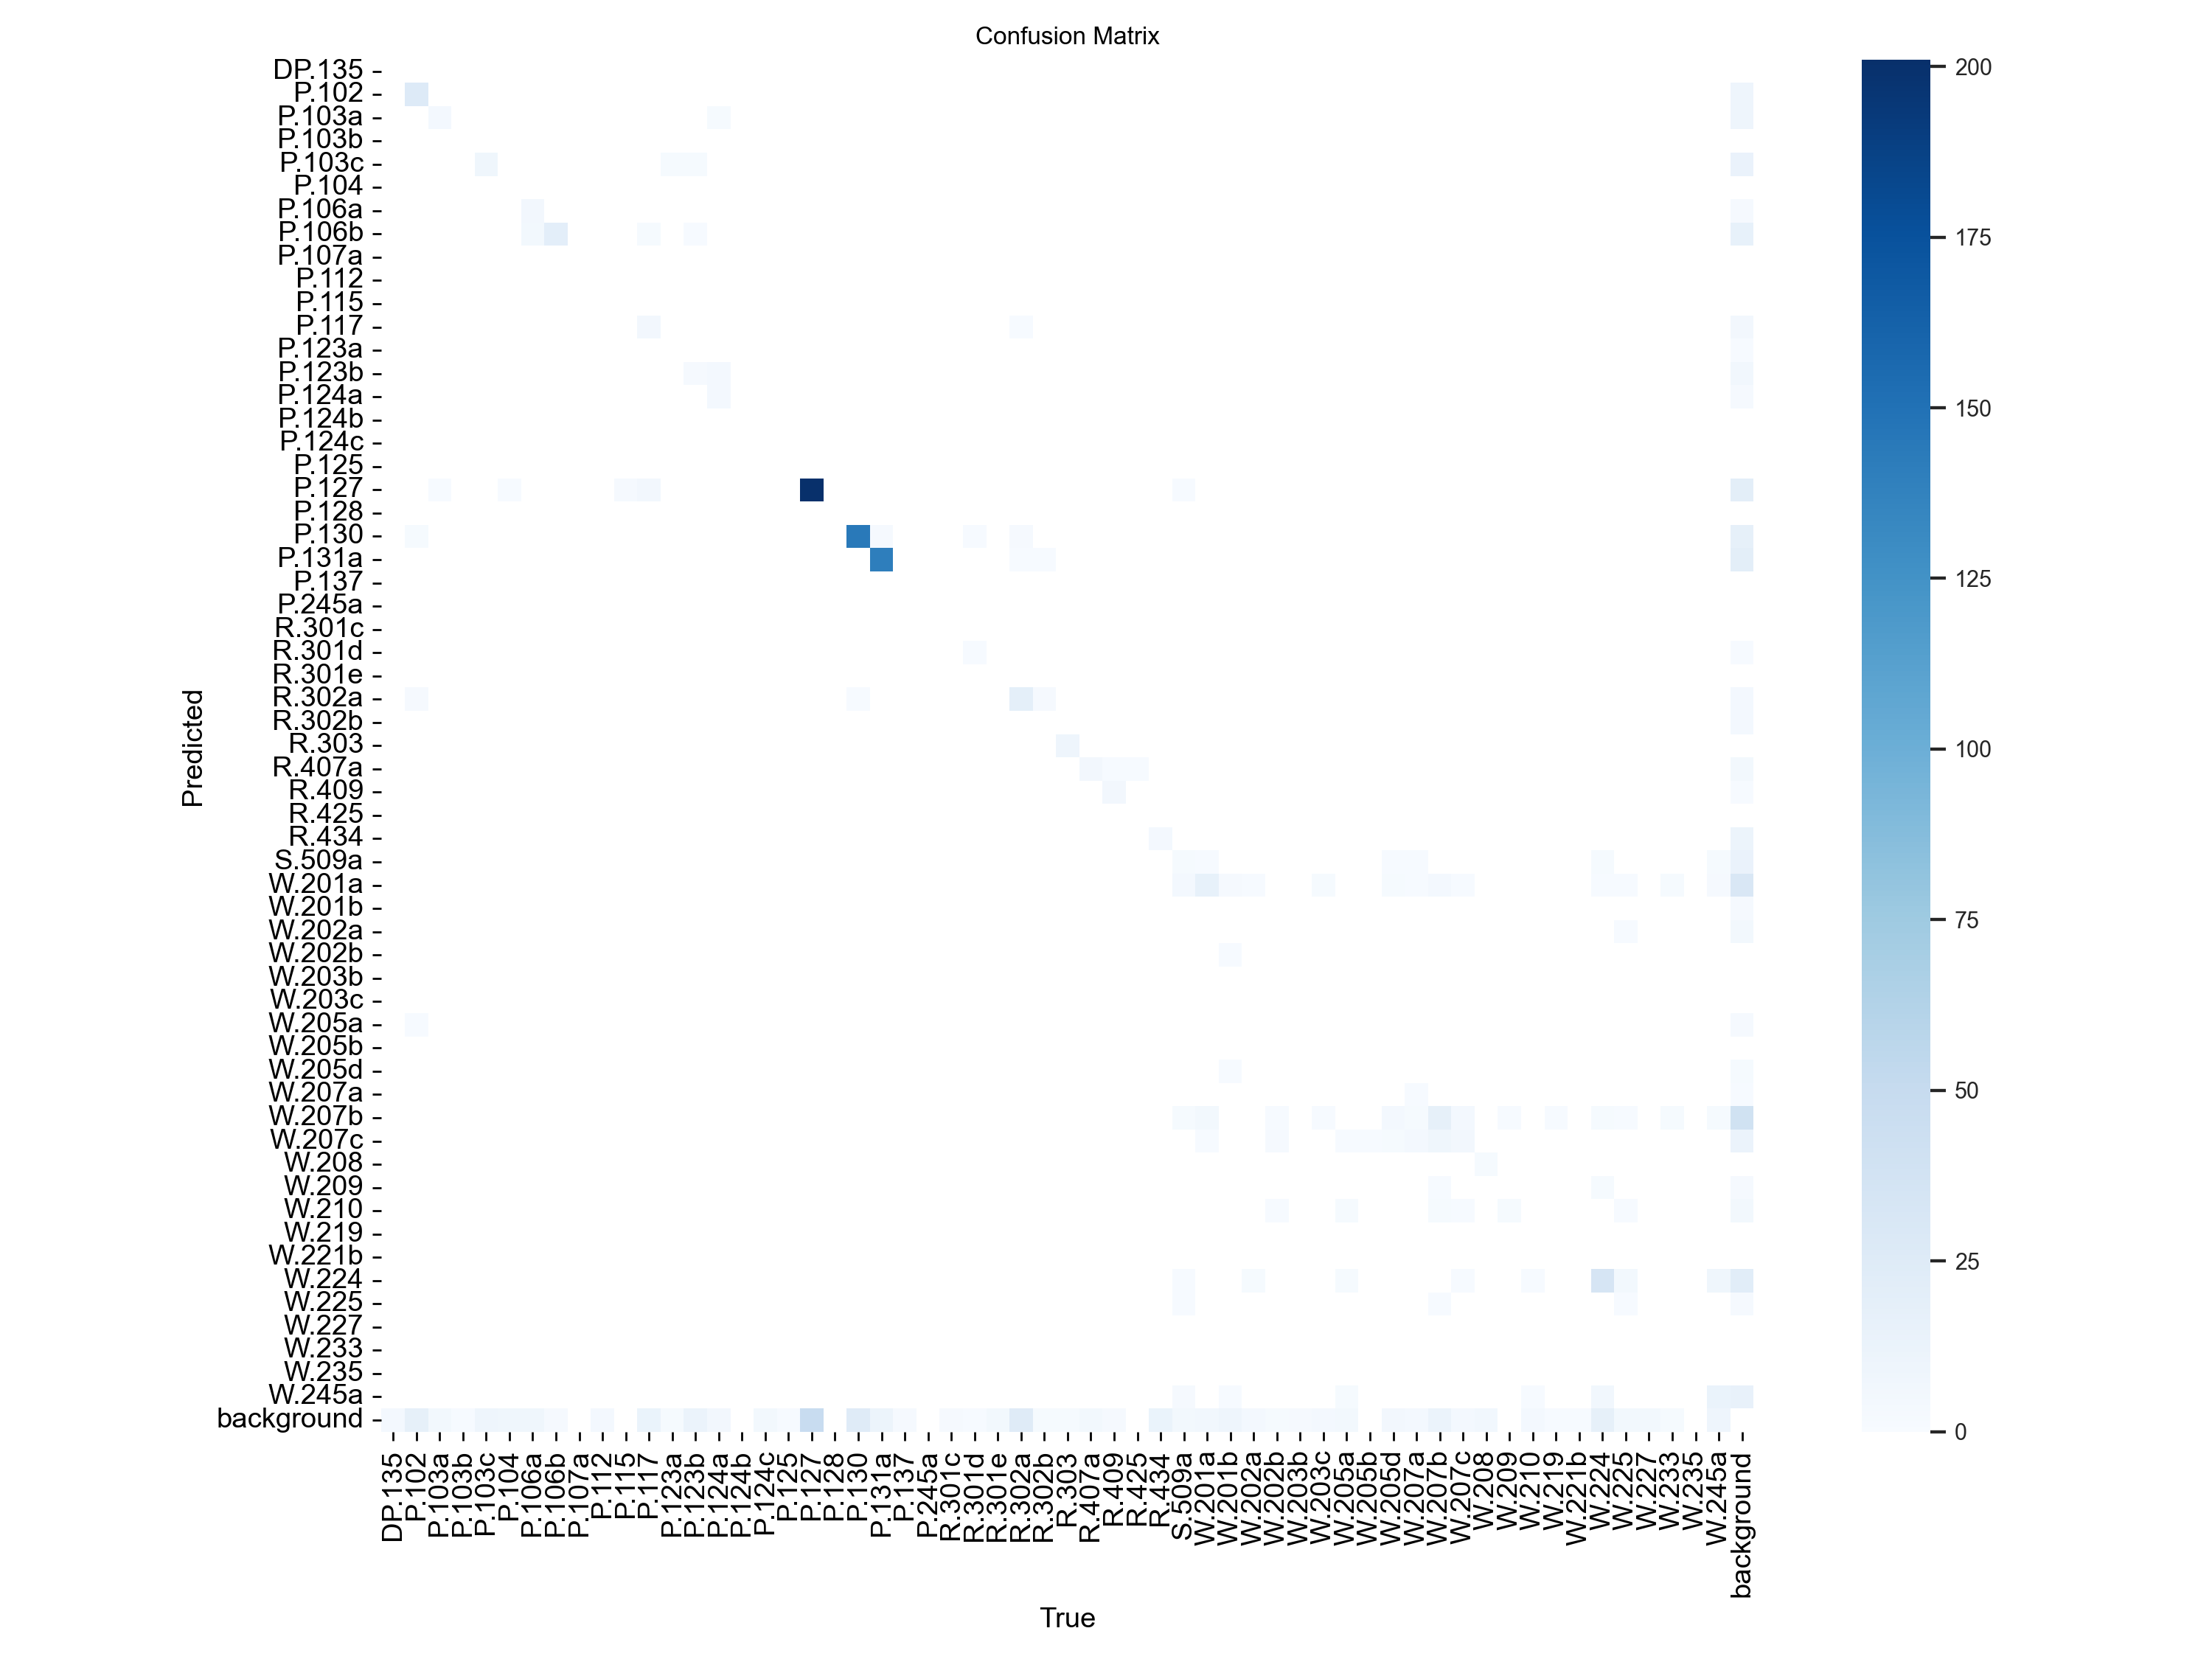 Confusion Matrix
DP.135
P.102
P.103a
P.103b
P.103c
P.104
P.106a
P.106b
P.107a
P.112
P.115
P.117
P.123a
P.123b
P.124a
P.124b
P.124c
P.125
P.127
P.128
P.130
P.131a
P.137
P.245a
R.301c
R.301d
R.301e
R.302a
R.302b
R.303
R.407a
R.409
R.425
R.434
S.509a
W.201a
W.201b
W.202a
W.202b
W.203b
W.203c
W.205a
W.205b
W.205d
W.207a
W.207b
W.207c
W.208
W.209
W.210
W.219
W.221b
W.224
W.225
W.227
W.233
W.235
W.245a
background
Predicted
DP.135
P.102
P.103a
P.103b
P.103c
P.104
P.106a
P.106b
P.107a
P.112
P.115
P.117
P.123a
P.123b
P.124a
P.124b
P.124c
P.125
P.127
P.128
P.130
P.131a
P.137
P.245a
R.301c
R.301d
R.301e
R.302a
R.302b
R.303
R.407a
R.409
R.425
R.434
S.509a
W.201a
W.201b
W.202a
W.202b
W.203b
W.203c
W.205a
W.205b
W.205d
W.207a
W.207b
W.207c
W.208
W.209
W.210
W.219
W.221b
W.224
W.225
W.227
W.233
W.235
W.245a
background
True
200
175
150
125
100
75
50
25
0